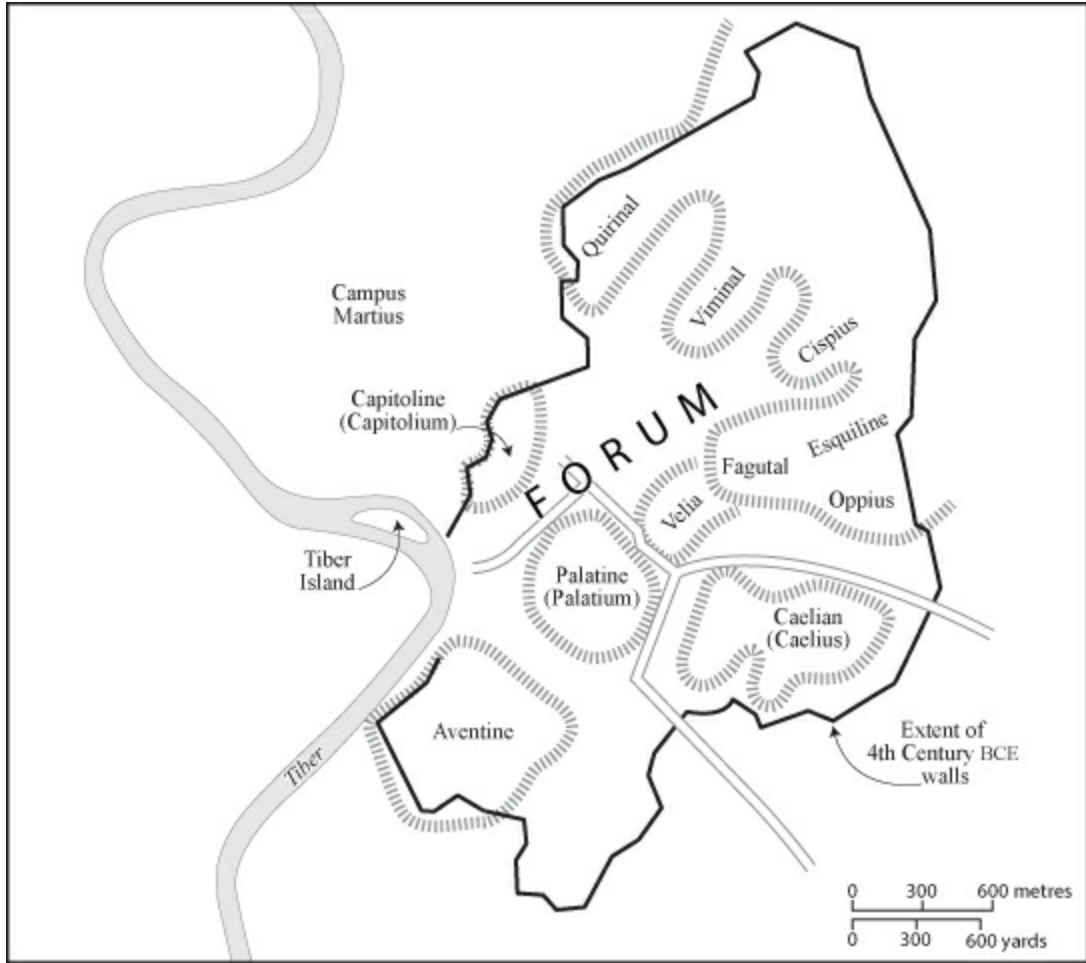 Quirinal
Viminal
Cispius
Campus
Martius
Capitoline
(Capitolium)
FORUM
Esquiline
Fagutal
Oppius
Velia
Tiber
Island
Palatine
(Palatium)
Caelian
(Caelius)
Aventine
Tiber
Extent of
4th Century BCE
walls
0 300 600 metres
0 300 600 yards